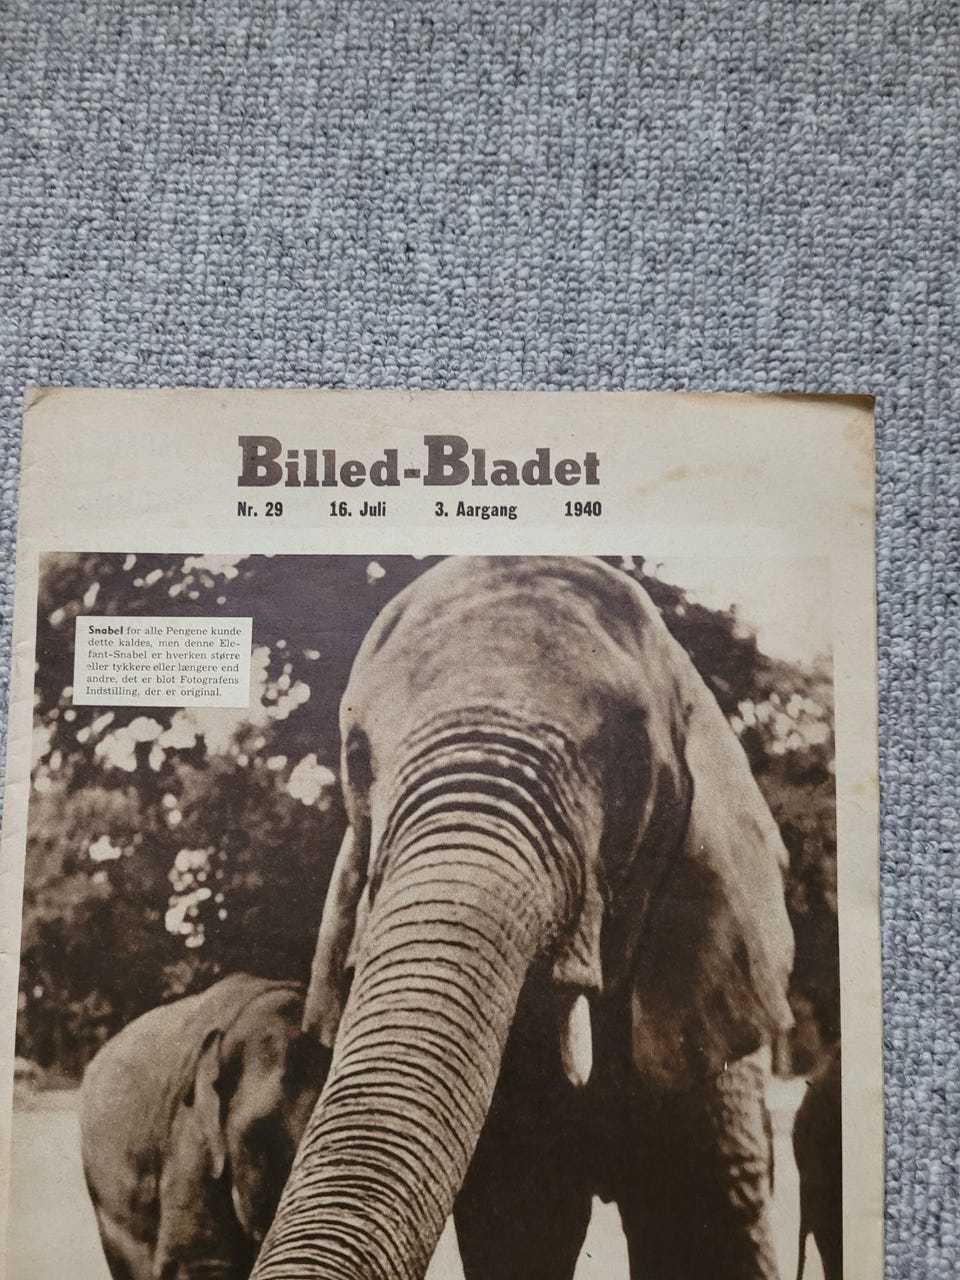 Billed-Bladet
Nr. 29 16. Juli 3. Aargang 1940
Snabel for alle Pengene kunde
dette kaldes, men denne Ele-
fant-Snabel er hverken større
eller tykkere eller længere end
andre, det er blot Fotografens
Indstilling, der er original.